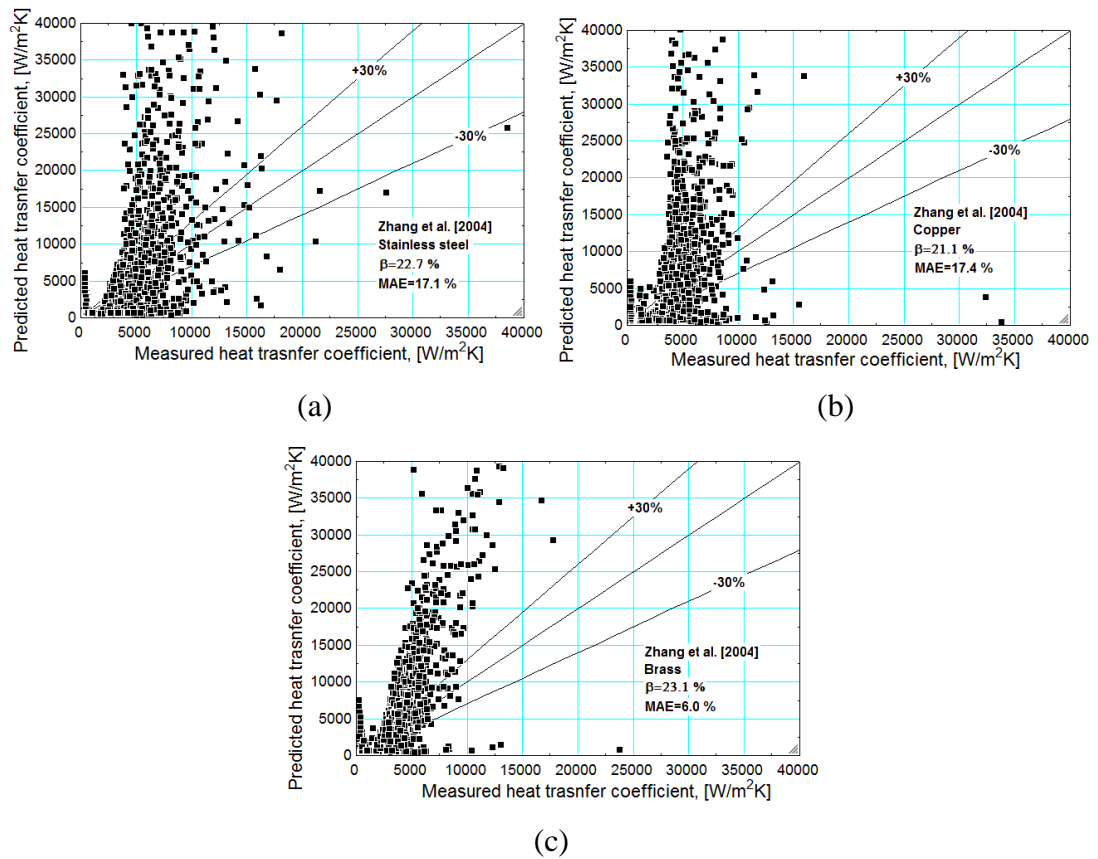 (a)
Predicted heat trasnfer coefficient, [W/m²K]
40000
35000
30000
25000
20000
15000
10000
5000
0
+30%
-30%
Zhang et al. [2004]
Stainless steel
β=22.7 %
MAE=17.1 %
0 5000 10000 15000 20000 25000 30000 35000 40000
Measured heat trasnfer coefficient, [W/m²K]
(b)
Predicted heat trasnfer coefficient, [W/m²K]
40000
35000
30000
25000
20000
15000
10000
5000
0
+30%
-30%
Zhang et al. [2004]
Copper
β=21.1 %
MAE=17.4 %
0 5000 10000 15000 20000 25000 30000 35000 40000
Measured heat trasnfer coefficient, [W/m²K]
Predicted heat trasnfer coefficient, [W/m²K]
40000
35000
30000
25000
20000
15000
10000
5000
0
+30%
-30%
Zhang et al. [2004]
Brass
β=23.1 %
MAE=6.0 %
0 5000 10000 15000 20000 25000 30000 35000 40000
Measured heat trasnfer coefficient, [W/m²K]
(c)